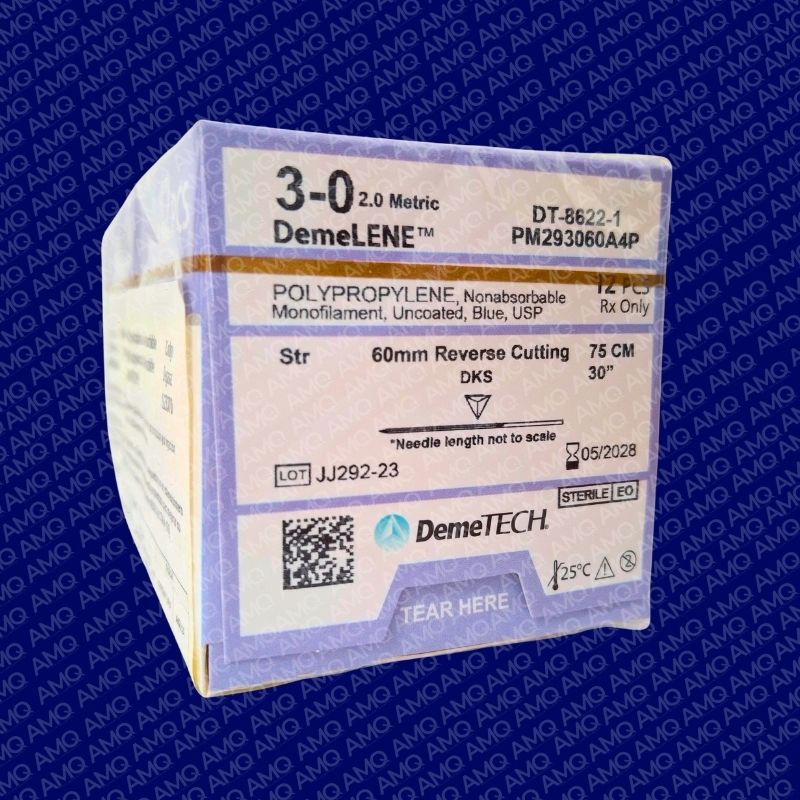 3-0 2.0 Metric
DemeLENE™
DT-8622-1
PM293060A4P
POLYPROPYLENE, Nonabsorbable
Monofilament, Uncoated, Blue, USP
12 PCS
Rx Only
Str 60mm Reverse Cutting 75 CM
DKS 30”
*Needle length not to scale
LOT JJ292-23
05/2028
STERILE EO
DemeTECH®
25°C
TEAR HERE
AMQ